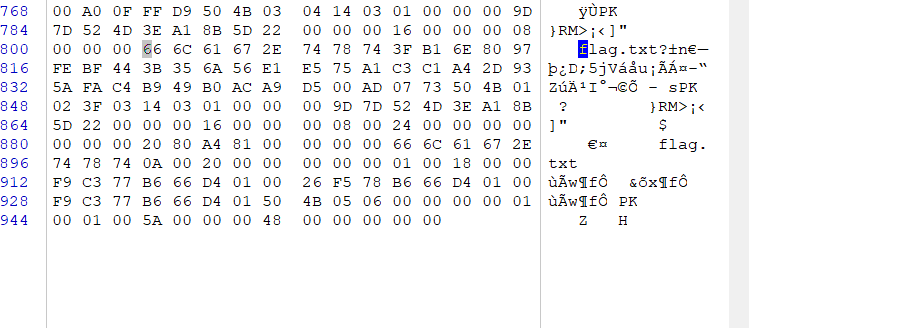 768 00 A0 0F FF D9 50 4B 03 04 14 03 01 00 00 00 9D ÿÙPK
784 7D 52 4D 3E A1 8B 5D 22 00 00 00 16 00 00 00 08 }RM>¡‹]"
800 00 00 00 66 6C 61 67 2E 74 78 74 3F B1 6E 80 97 flag.txt?±n€—
816 FE BF 44 3B 35 6A 56 E1 E5 75 A1 C3 C1 A4 2D 93 þ¿D;5jVáåu¡ÃÁ¤-“
832 5A FA C4 B9 49 B0 AC A9 D5 00 AD 07 73 50 4B 01 ZúÄ¹I°¬©Õ - sPK
848 02 3F 03 14 03 01 00 00 00 9D 7D 52 4D 3E A1 8B ? }RM>¡‹
864 5D 22 00 00 00 16 00 00 00 08 00 24 00 00 00 00 ]" $
880 00 00 00 20 80 A4 81 00 00 00 00 66 6C 61 67 2E €¤ flag.
896 74 78 74 0A 00 20 00 00 00 00 00 01 00 18 00 00 txt
912 F9 C3 77 B6 66 D4 01 00 26 F5 78 B6 66 D4 01 00 ùÃw¶fÔ &õx¶fÔ
928 F9 C3 77 B6 66 D4 01 50 4B 05 06 00 00 00 00 01 ùÃw¶fÔ PK
944 00 01 00 5A 00 00 00 48 00 00 00 00 00 Z H